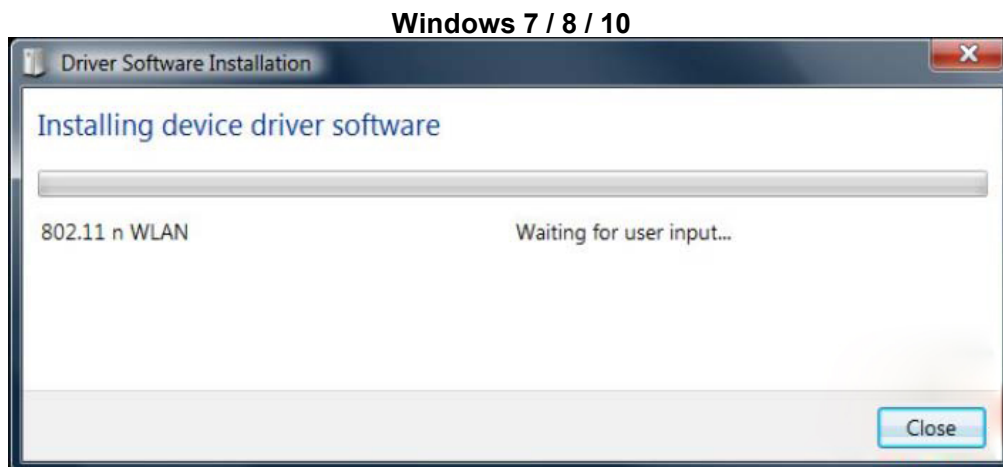 Windows 7 / 8 / 10
Driver Software Installation
Installing device driver software
802.11 n WLAN Waiting for user input...
Close